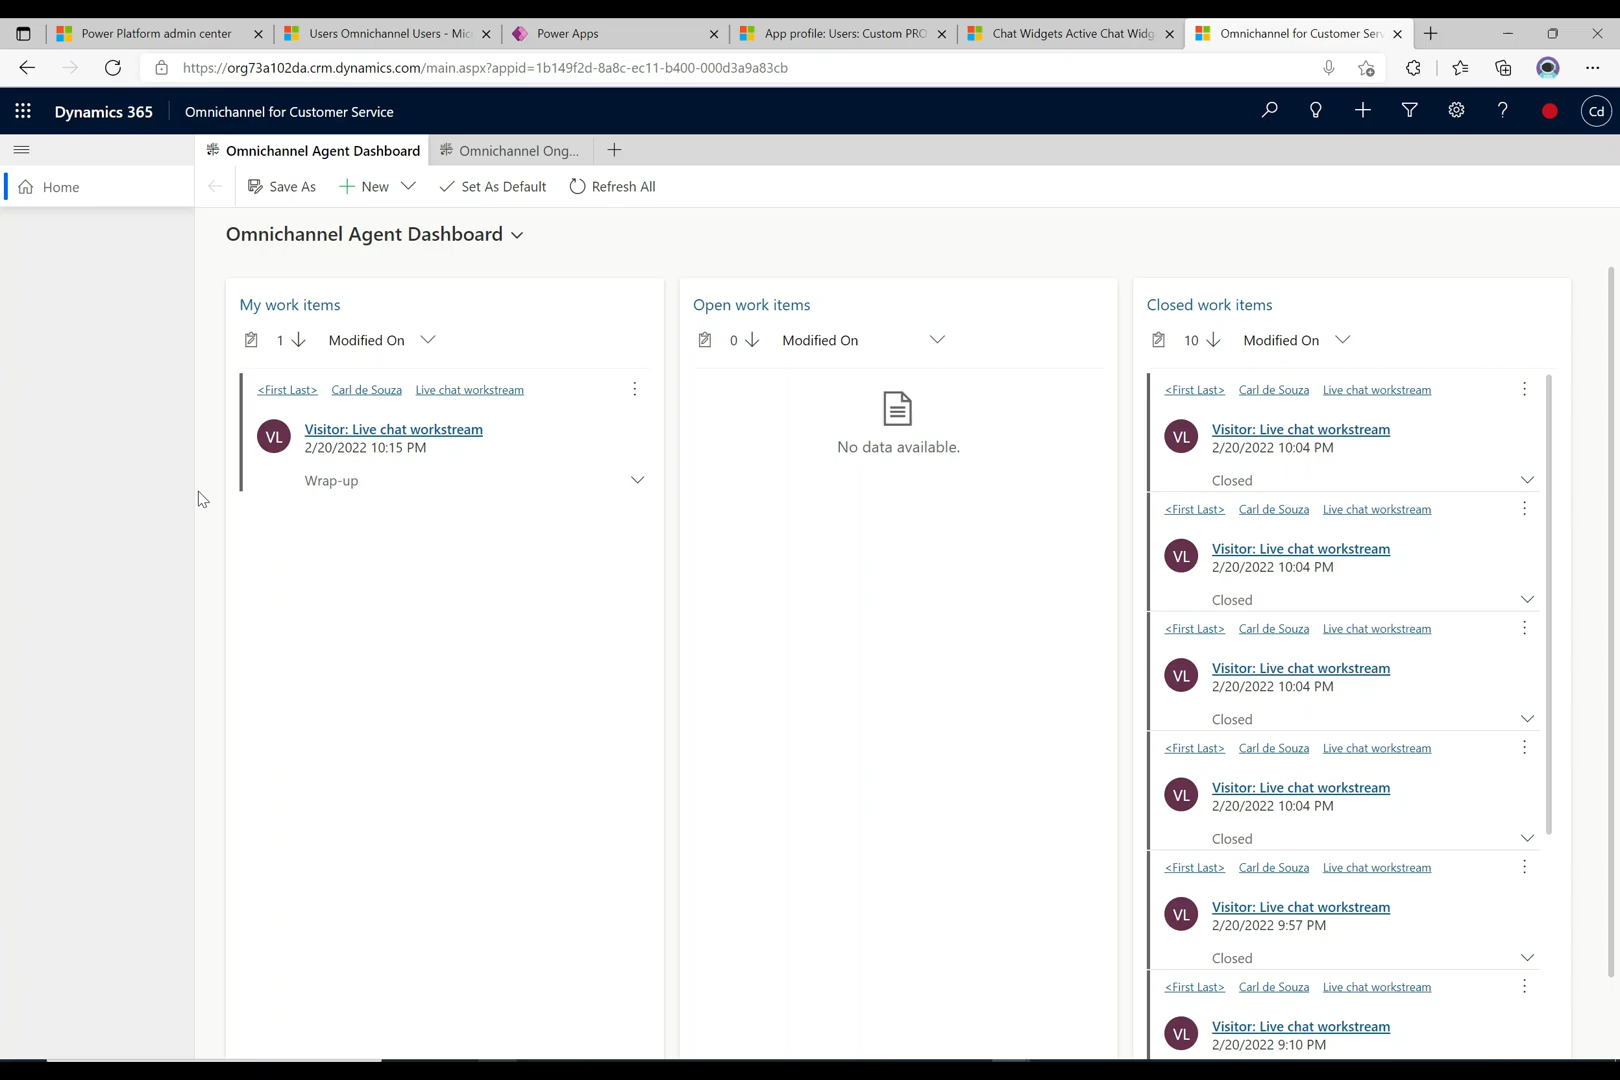 Power Platform admin center
Users Omnichannel Users - Mic
Power Apps
App profile: Users: Custom PRO
Chat Widgets Active Chat Widg
Omnichannel for Customer Serv
https://org73a102da.crm.dynamics.com/main.aspx?appid=1b149f2d-8a8c-ec11-b400-000d3a9a83cb
Dynamics 365
Omnichannel for Customer Service
Cd
Omnichannel Agent Dashboard
Omnichannel Ong...
Home
Save As
New
Set As Default
Refresh All
Omnichannel Agent Dashboard
My work items
1
Modified On
<First Last>
Carl de Souza
Live chat workstream
VL
Visitor: Live chat workstream
2/20/2022 10:15 PM
Wrap-up
Open work items
0
Modified On
No data available.
Closed work items
10
Modified On
<First Last>
Carl de Souza
Live chat workstream
VL
Visitor: Live chat workstream
2/20/2022 10:04 PM
Closed
<First Last>
Carl de Souza
Live chat workstream
VL
Visitor: Live chat workstream
2/20/2022 10:04 PM
Closed
<First Last>
Carl de Souza
Live chat workstream
VL
Visitor: Live chat workstream
2/20/2022 10:04 PM
Closed
<First Last>
Carl de Souza
Live chat workstream
VL
Visitor: Live chat workstream
2/20/2022 10:04 PM
Closed
<First Last>
Carl de Souza
Live chat workstream
VL
Visitor: Live chat workstream
2/20/2022 9:57 PM
Closed
<First Last>
Carl de Souza
Live chat workstream
VL
Visitor: Live chat workstream
2/20/2022 9:10 PM